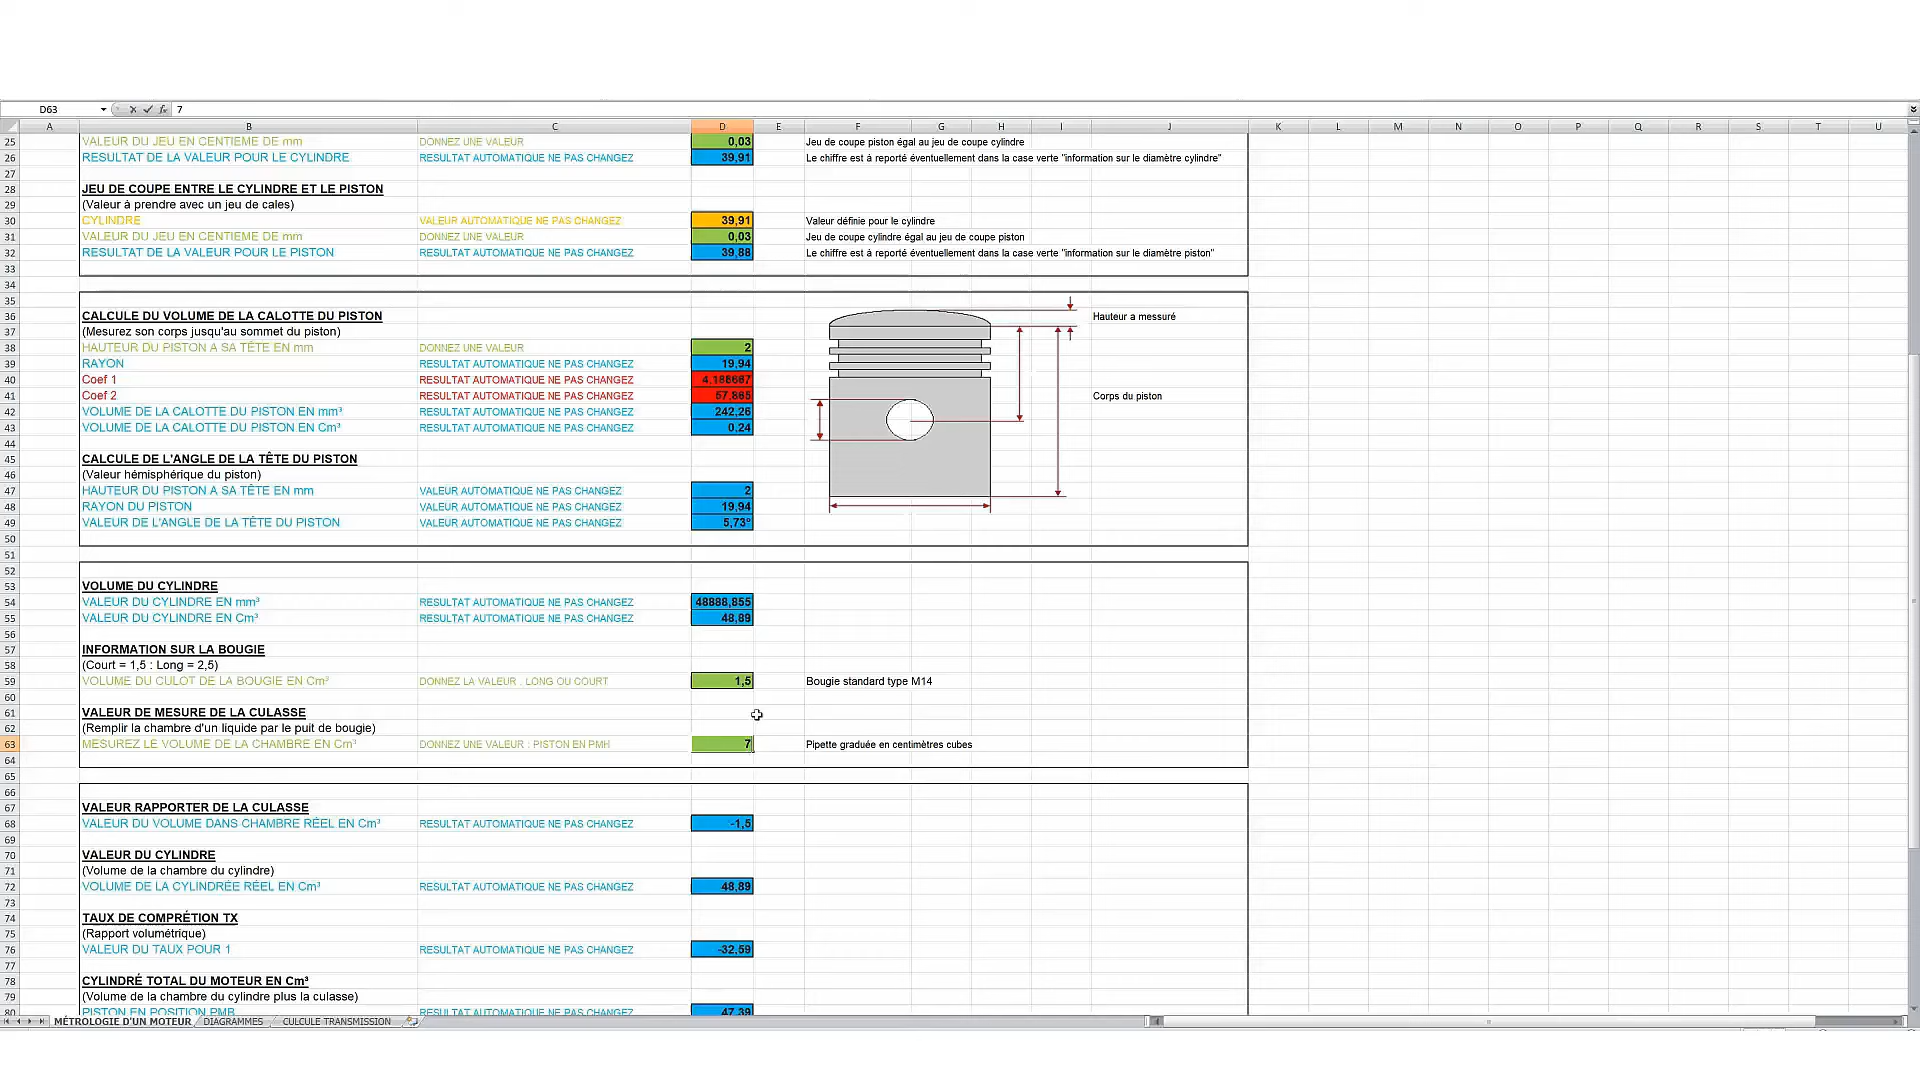 D63 fx 7
A B C D E F G H I J K L M N O P Q R S T U
25 VALEUR DU JEU EN CENTIEME DE mm DONNEZ UNE VALEUR 0,03 Jeu de coupe piston égal au jeu de coupe cylindre
26 RESULTAT DE LA VALEUR POUR LE CYLINDRE RESULTAT AUTOMATIQUE NE PAS CHANGEZ 39,91 Le chiffre est à reporté éventuellement dans la case verte "information sur le diamètre cylindre"
27
28 JEU DE COUPE ENTRE LE CYLINDRE ET LE PISTON
29 (Valeur à prendre avec un jeu de cales)
30 CYLINDRE VALEUR AUTOMATIQUE NE PAS CHANGEZ 39,91 Valeur définie pour le cylindre
31 VALEUR DU JEU EN CENTIEME DE mm DONNEZ UNE VALEUR 0,03 Jeu de coupe cylindre égal au jeu de coupe piston
32 RESULTAT DE LA VALEUR POUR LE PISTON RESULTAT AUTOMATIQUE NE PAS CHANGEZ 39,88 Le chiffre est à reporté éventuellement dans la case verte "information sur le diamètre piston"
33
34
35
36 CALCULE DU VOLUME DE LA CALOTTE DU PISTON Hauteur a messuré
37 (Mesurez son corps jusqu'au sommet du piston)
38 HAUTEUR DU PISTON A SA TÊTE EN mm DONNEZ UNE VALEUR 2
39 RAYON RESULTAT AUTOMATIQUE NE PAS CHANGEZ 19,94
40 Coef 1 RESULTAT AUTOMATIQUE NE PAS CHANGEZ 4,186667
41 Coef 2 RESULTAT AUTOMATIQUE NE PAS CHANGEZ 57,865 Corps du piston
42 VOLUME DE LA CALOTTE DU PISTON EN mm³ RESULTAT AUTOMATIQUE NE PAS CHANGEZ 242,26
43 VOLUME DE LA CALOTTE DU PISTON EN Cm³ RESULTAT AUTOMATIQUE NE PAS CHANGEZ 0,24
44
45 CALCULE DE L'ANGLE DE LA TÊTE DU PISTON
46 (Valeur hémisphérique du piston)
47 HAUTEUR DU PISTON A SA TÊTE EN mm VALEUR AUTOMATIQUE NE PAS CHANGEZ 2
48 RAYON DU PISTON VALEUR AUTOMATIQUE NE PAS CHANGEZ 19,94
49 VALEUR DE L'ANGLE DE LA TÊTE DU PISTON VALEUR AUTOMATIQUE NE PAS CHANGEZ 5,73°
50
51
52
53 VOLUME DU CYLINDRE
54 VALEUR DU CYLINDRE EN mm³ RESULTAT AUTOMATIQUE NE PAS CHANGEZ 48888,855
55 VALEUR DU CYLINDRE EN Cm³ RESULTAT AUTOMATIQUE NE PAS CHANGEZ 48,89
56
57 INFORMATION SUR LA BOUGIE
58 (Court = 1,5 : Long = 2,5)
59 VOLUME DU CULOT DE LA BOUGIE EN Cm³ DONNEZ LA VALEUR : LONG OU COURT 1,5 Bougie standard type M14
60
61 VALEUR DE MESURE DE LA CULASSE
62 (Remplir la chambre d'un liquide par le puit de bougie)
63 MESUREZ LE VOLUME DE LA CHAMBRE EN Cm³ DONNEZ UNE VALEUR : PISTON EN PMH 7 Pipette graduée en centimètres cubes
64
65
66
67 VALEUR RAPPORTER DE LA CULASSE
68 VALEUR DU VOLUME DANS CHAMBRE RÉEL EN Cm³ RESULTAT AUTOMATIQUE NE PAS CHANGEZ -1,5
69
70 VALEUR DU CYLINDRE
71 (Volume de la chambre du cylindre)
72 VOLUME DE LA CYLINDRÉE RÉEL EN Cm³ RESULTAT AUTOMATIQUE NE PAS CHANGEZ 48,89
73
74 TAUX DE COMPRÉTION TX
75 (Rapport volumétrique)
76 VALEUR DU TAUX POUR 1 RESULTAT AUTOMATIQUE NE PAS CHANGEZ -32,59
77
78 CYLINDRÉ TOTAL DU MOTEUR EN Cm³
79 (Volume de la chambre du cylindre plus la culasse)
80 PISTON EN POSITION PMB RESULTAT AUTOMATIQUE NE PAS CHANGEZ 47,39
MÉTROLOGIE D'UN MOTEUR DIAGRAMMES CULCULE TRANSMISSION